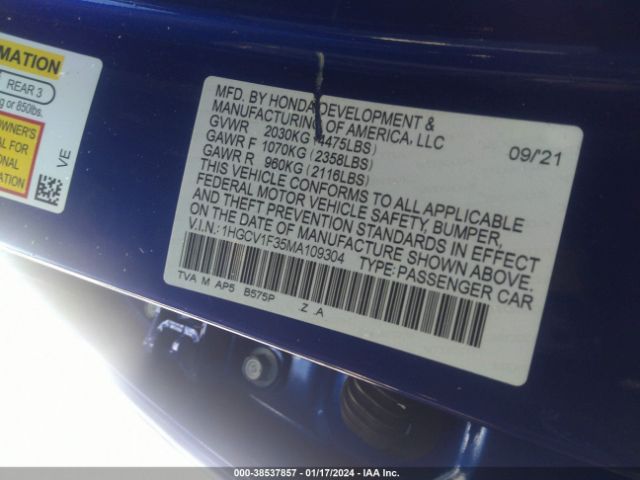 MATION
REAR 3
g or 850lbs.
OWNER'S
AL FOR
ONAL
ATION
VE
MFD. BY HONDA DEVELOPMENT &
MANUFACTURING OF AMERICA, LLC
09/21
GVWR 2030KG (4475LBS)
GAWR F 1070KG (2358LBS)
GAWR R 960KG (2116LBS)
THIS VEHICLE CONFORMS TO ALL APPLICABLE
FEDERAL MOTOR VEHICLE SAFETY, BUMPER,
AND THEFT PREVENTION STANDARDS IN EFFECT
ON THE DATE OF MANUFACTURE SHOWN ABOVE.
V.I.N.: 1HGCV1F35MA109304 TYPE: PASSENGER CAR
TVA M AP5 B575P Z .A
000-38537857 - 01/17/2024 - IAA Inc.